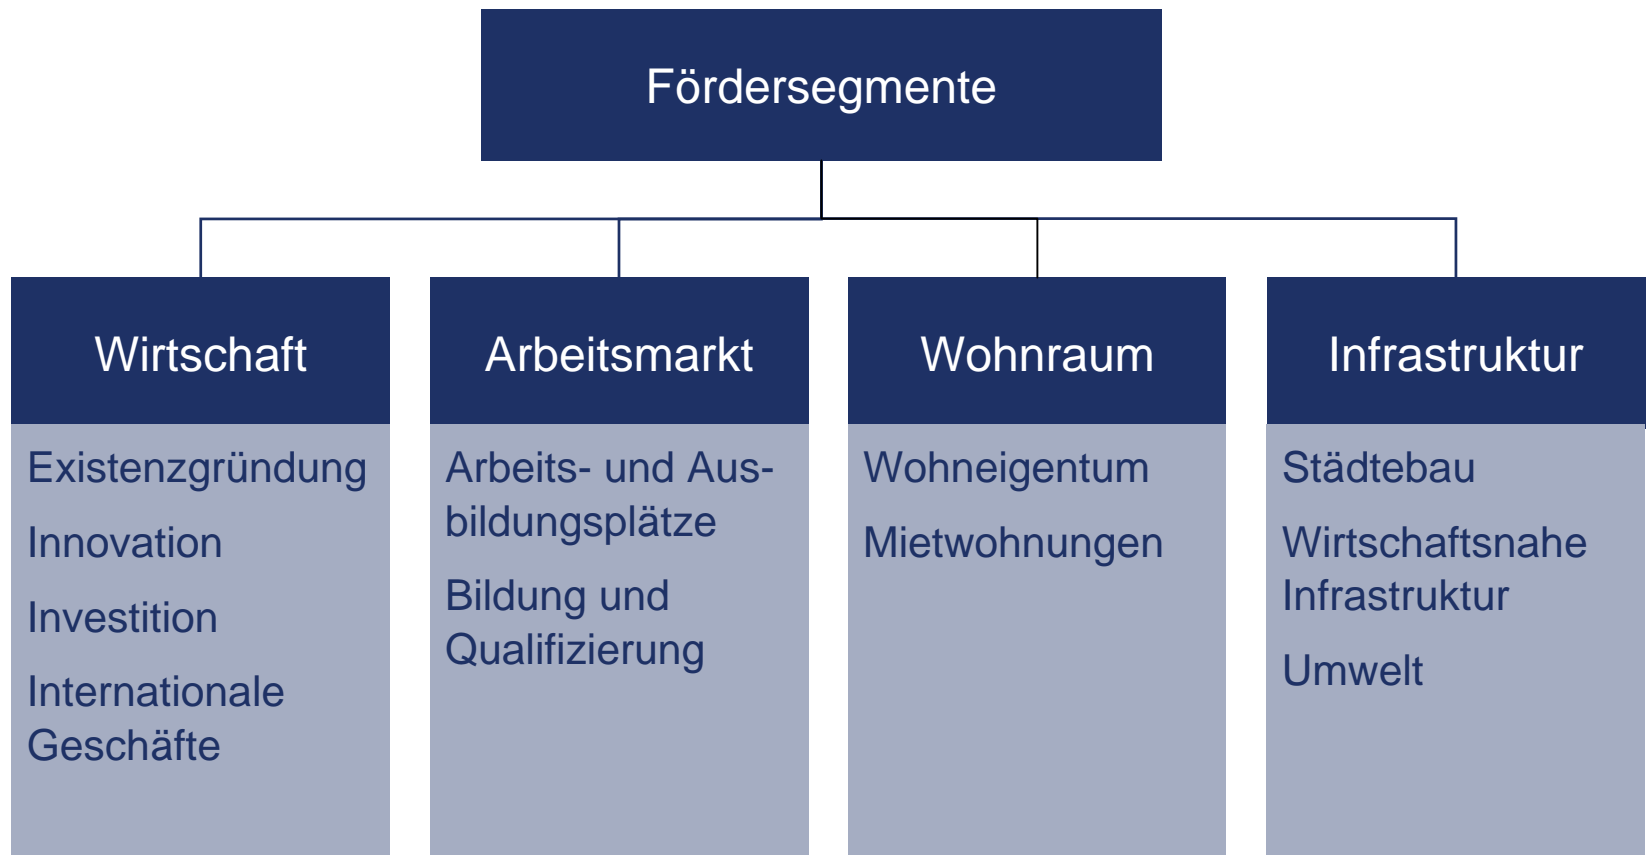 Fördersegmente
Wirtschaft
Existenzgründung
Innovation
Investition
Internationale
Geschäfte
Arbeitsmarkt
Arbeits- und Aus-
bildungsplätze
Bildung und
Qualifizierung
Wohnraum
Wohneigentum
Mietwohnungen
Infrastruktur
Städtebau
Wirtschaftsnahe
Infrastruktur
Umwelt